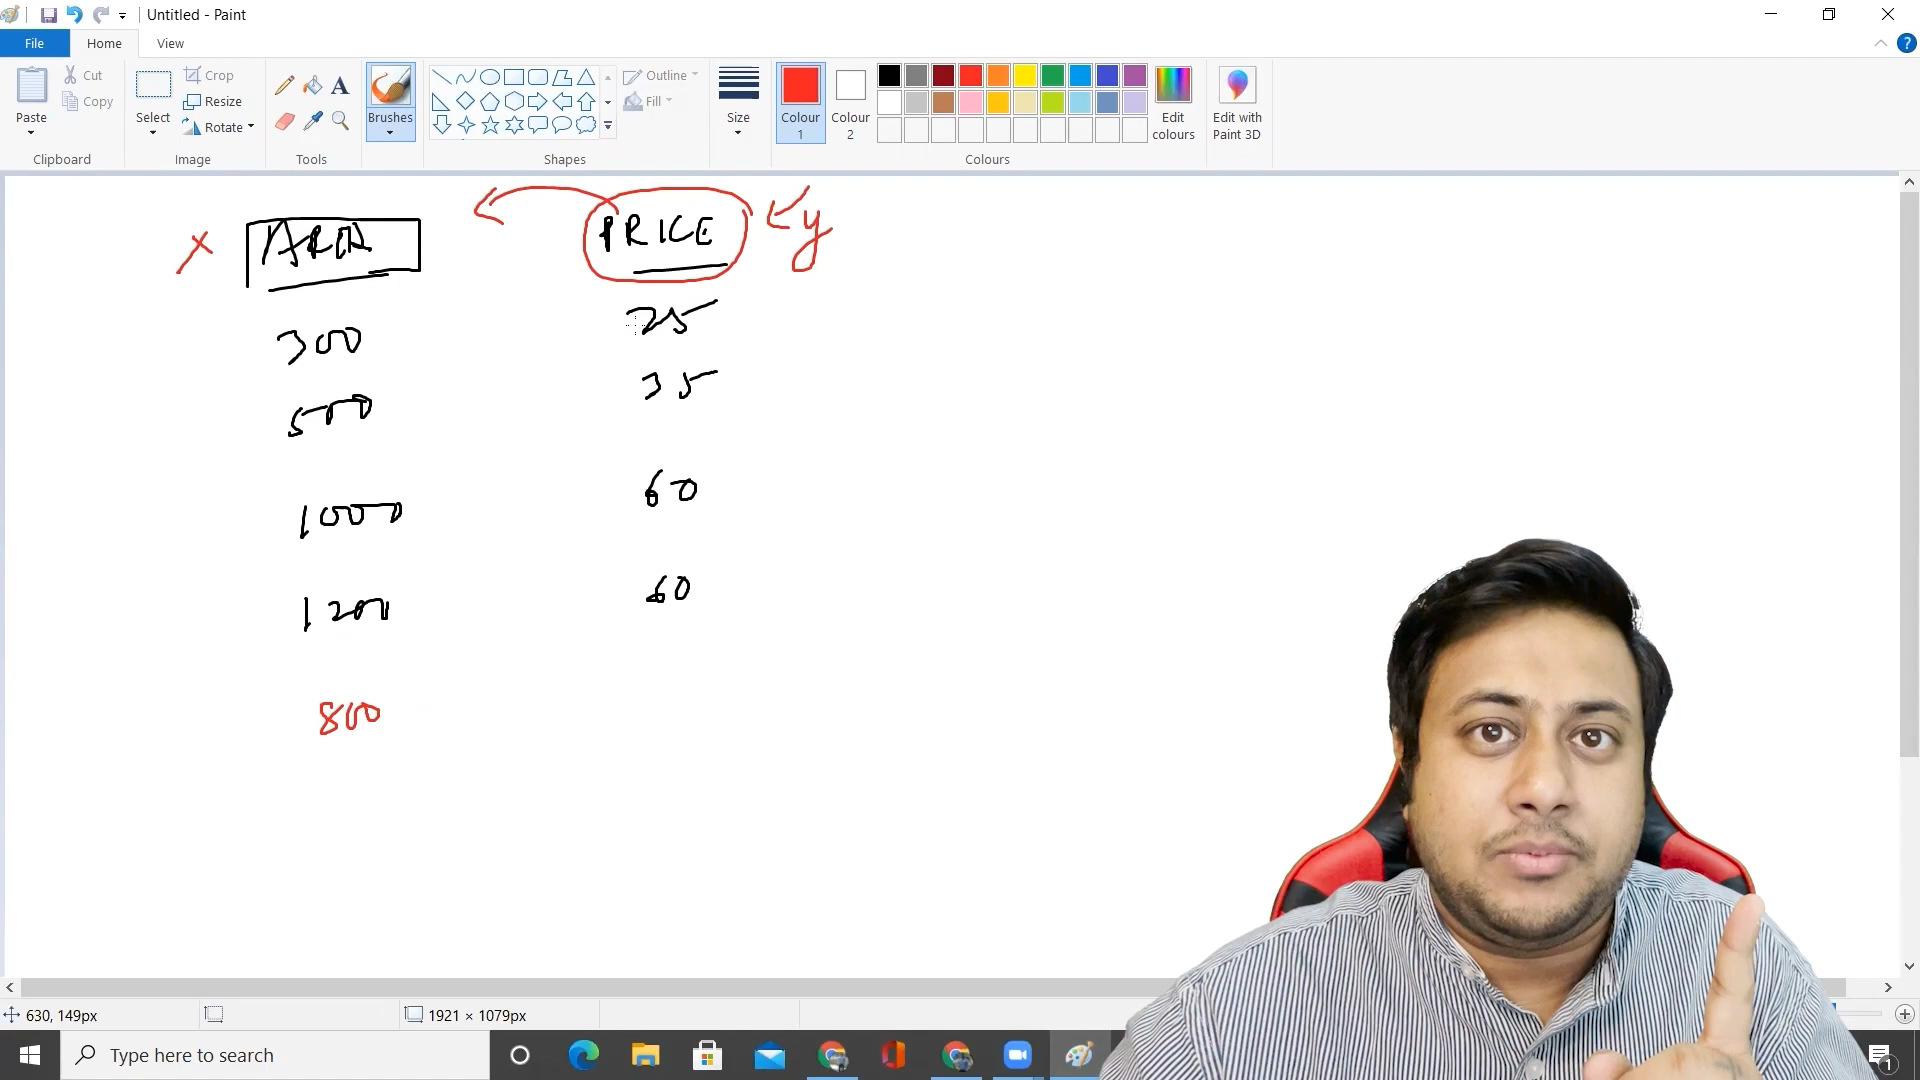 Untitled - Paint
File Home View
Cut
Copy
Paste
Clipboard
Crop
Resize
Rotate
Select
Image
Tools
Brushes
Shapes
Outline
Fill
Size
Colour 1
Colour 2
Colours
Edit colours
Edit with Paint 3D
x AREA PRICE y
300 25
500 35
1000 60
1200 60
800
630, 149px
1921 × 1079px
Type here to search
1